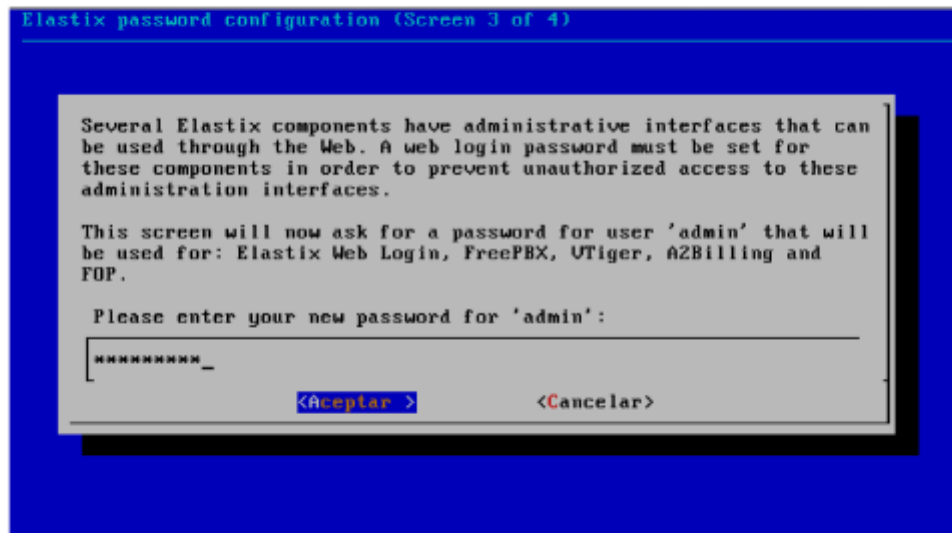 Elastix password configuration (Screen 3 of 4)
Several Elastix components have administrative interfaces that can
be used through the Web. A web login password must be set for
these components in order to prevent unauthorized access to these
administration interfaces.
This screen will now ask for a password for user 'admin' that will
be used for: Elastix Web Login, FreePBX, VTiger, A2Billing and
FOP.
Please enter your new password for 'admin':
*********_
<Aceptar > <Cancelar>